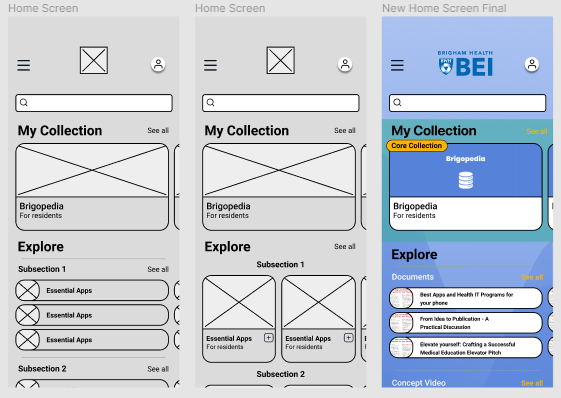 Home Screen
My Collection
See all
Brigopedia
For residents
Explore
Subsection 1
See all
Essential Apps
Essential Apps
Essential Apps
Subsection 2
See all
Home Screen
My Collection
See all
Brigopedia
For residents
Explore
See all
Subsection 1
Essential Apps
For residents
Essential Apps
For residents
Subsection 2
New Home Screen Final
BRIGHAM HEALTH
BEI
My Collection
See all
Core Collection
Brigopedia
Brigopedia
For residents
Explore
Documents
See all
Best Apps and Health IT Programs for
your phone
From Idea to Publication - A
Practical Discussion
Elevate yourself: Crafting a Successful
Medical Education Elevator Pitch
Concept Video
See all